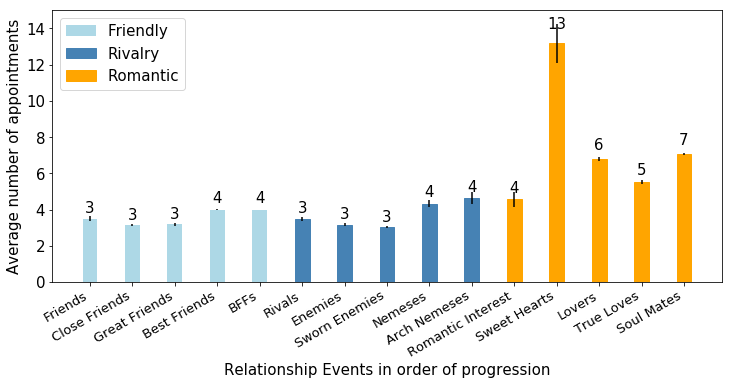 Friendly
Rivalry
Romantic
Average number of appointments
14
12
10
8
6
4
2
0
3
3
3
4
4
3
3
3
4
4
4
13
6
5
7
Friends
Close Friends
Great Friends
Best Friends
BFFs
Rivals
Enemies
Sworn Enemies
Nemeses
Arch Nemeses
Romantic Interest
Sweet Hearts
Lovers
True Loves
Soul Mates
Relationship Events in order of progression